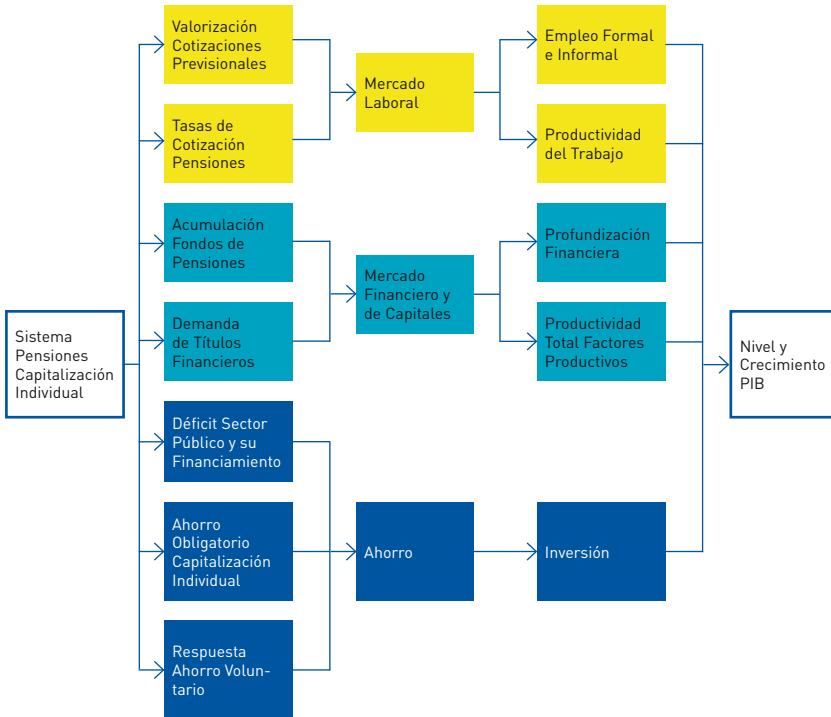 Valorización
Cotizaciones
Previsionales
Tasas de
Cotización
Pensiones
Mercado
Laboral
Empleo Formal
e Informal
Productividad
del Trabajo
Acumulación
Fondos de
Pensiones
Demanda
de Títulos
Financieros
Mercado
Financiero y
de Capitales
Profundización
Financiera
Productividad
Total Factores
Productivos
Sistema
Pensiones
Capitalización
Individual
Nivel y
Crecimiento
PIB
Déficit Sector
Público y su
Financiamiento
Ahorro
Obligatorio
Capitalización
Individual
Respuesta
Ahorro Volun-
tario
Ahorro
Inversión